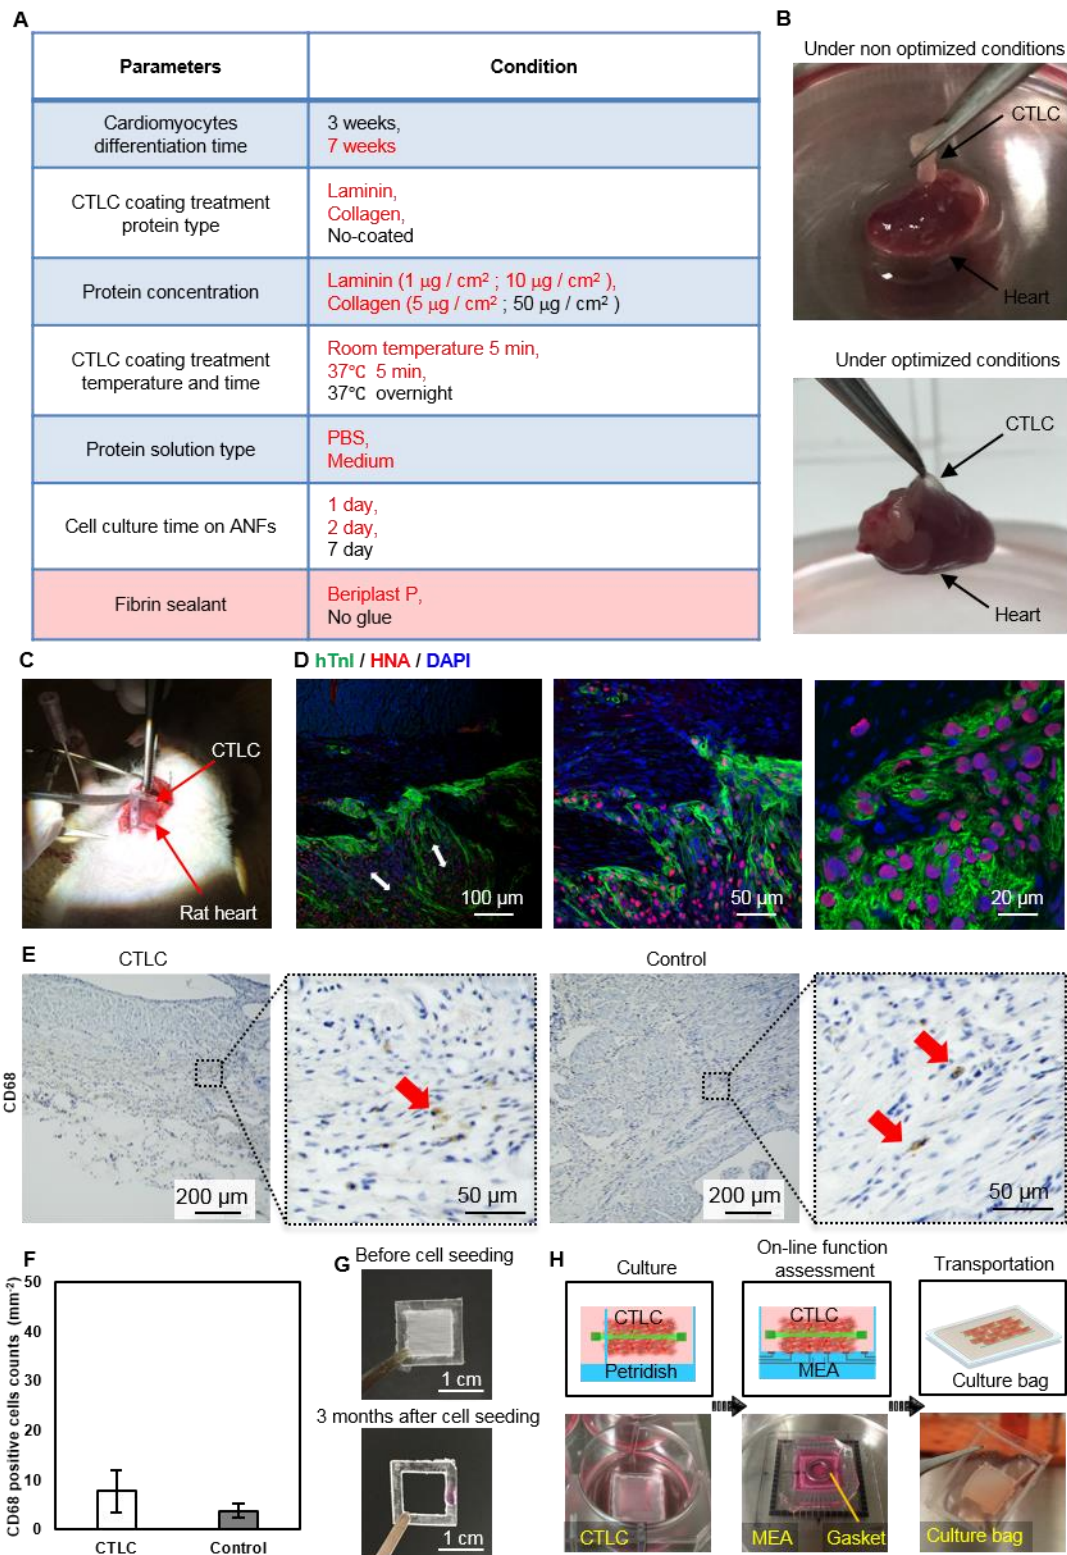 A
Parameters
Condition
Cardiomyocytes
differentiation time
3 weeks,
7 weeks
CTLC coating treatment
protein type
Laminin,
Collagen,
No-coated
Protein concentration
Laminin (1 μg / cm² ; 10 μg / cm² ),
Collagen (5 μg / cm² ; 50 μg / cm² )
CTLC coating treatment
temperature and time
Room temperature 5 min,
37℃ 5 min,
37℃ overnight
Protein solution type
PBS,
Medium
Cell culture time on ANFs
1 day,
2 day,
7 day
Fibrin sealant
Beriplast P,
No glue
B
Under non optimized conditions
CTLC
Heart
Under optimized conditions
CTLC
Heart
C
CTLC
Rat heart
D hTnI / HNA / DAPI
100 μm
50 μm
20 μm
E
CTLC
Control
CD68
200 μm
50 μm
200 μm
50 μm
F
CD68 positive cells counts (mm⁻²)
50
40
30
20
10
0
CTLC
Control
G
Before cell seeding
1 cm
3 months after cell seeding
1 cm
H
Culture
On-line function
assessment
Transportation
CTLC
Petridish
CTLC
MEA
Culture bag
CTLC
MEA
Gasket
Culture bag